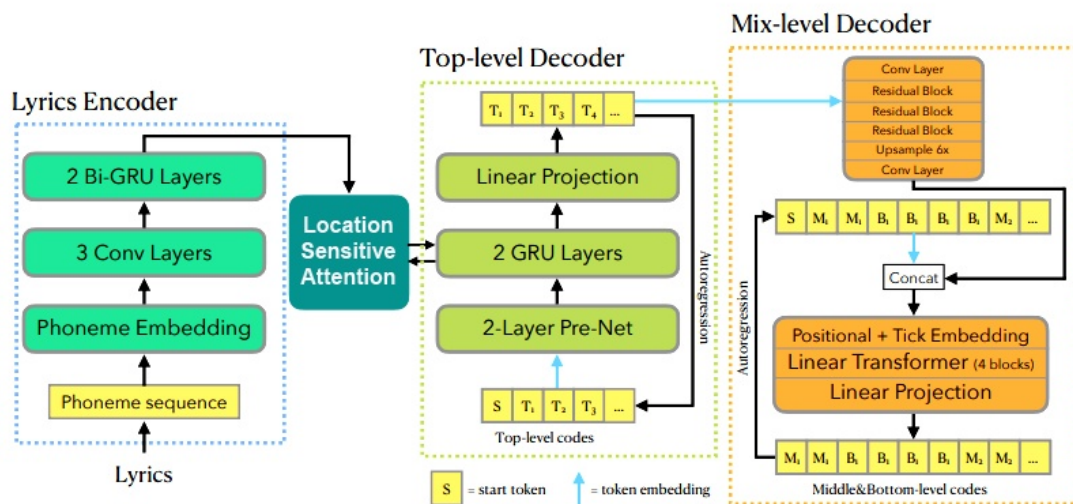 Lyrics Encoder
2 Bi-GRU Layers
3 Conv Layers
Phoneme Embedding
Phoneme sequence
Lyrics
Location
Sensitive
Attention
Top-level Decoder
T₁ T₂ T₃ T₄ ...
Linear Projection
2 GRU Layers
2-Layer Pre-Net
S T₁ T₂ T₃ ...
Top-level codes
Autoregression
S = start token
= token embedding
Mix-level Decoder
Conv Layer
Residual Block
Residual Block
Residual Block
Upsample 6x
Conv Layer
S M₁ M₁ B₁ B₁ B₁ B₁ M₂ ...
Concat
Autoregression
Positional + Tick Embedding
Linear Transformer (4 blocks)
Linear Projection
M₁ M₁ B₁ B₁ B₁ B₁ M₂ M₂ ...
Middle&Bottom-level codes